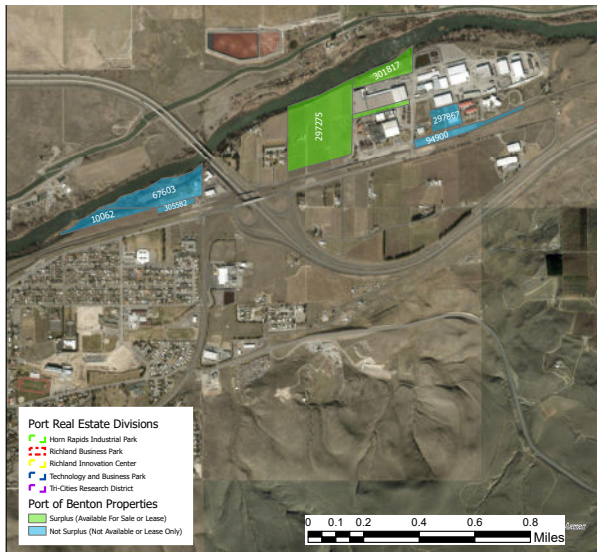 301817
297275
297867
94900
67603
305582
10062
Port Real Estate Divisions
Horn Rapids Industrial Park
Richland Business Park
Richland Innovation Center
Technology and Business Park
Tri-Cities Research District
Port of Benton Properties
Surplus (Available For Sale or Lease)
Not Surplus (Not Available or Lease Only)
0 0.1 0.2 0.4 0.6 0.8
Miles